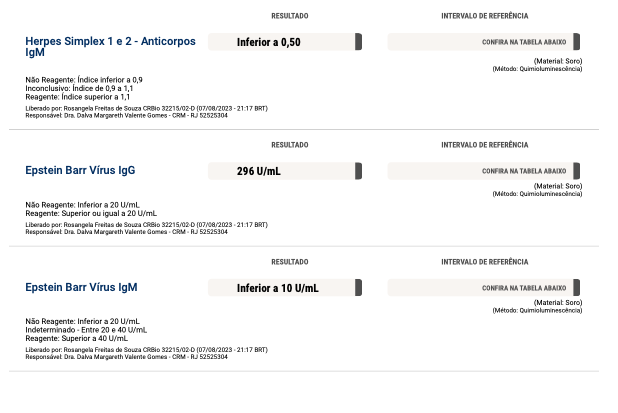 RESULTADO INTERVALO DE REFERÊNCIA
Herpes Simplex 1 e 2 - Anticorpos
IgM
Inferior a 0,50
CONFIRA NA TABELA ABAIXO
(Material: Soro)
(Método: Quimioluminescência)
Não Reagente: Índice inferior a 0,9
Inconclusivo: Índice de 0,9 a 1,1
Reagente: Índice superior a 1,1
Liberado por: Rosangela Freitas de Souza CRBio 32215/02-D (07/08/2023 - 21:17 BRT)
Responsável: Dra. Dalva Margareth Valente Gomes - CRM - RJ 52525304
RESULTADO INTERVALO DE REFERÊNCIA
Epstein Barr Vírus IgG 296 U/mL CONFIRA NA TABELA ABAIXO
(Material: Soro)
(Método: Quimioluminescência)
Não Reagente: Inferior a 20 U/mL
Reagente: Superior ou igual a 20 U/mL
Liberado por: Rosangela Freitas de Souza CRBio 32215/02-D (07/08/2023 - 21:17 BRT)
Responsável: Dra. Dalva Margareth Valente Gomes - CRM - RJ 52525304
RESULTADO INTERVALO DE REFERÊNCIA
Epstein Barr Vírus IgM Inferior a 10 U/mL CONFIRA NA TABELA ABAIXO
(Material: Soro)
(Método: Quimioluminescência)
Não Reagente: Inferior a 20 U/mL
Indeterminado - Entre 20 e 40 U/mL
Reagente: Superior a 40 U/mL
Liberado por: Rosangela Freitas de Souza CRBio 32215/02-D (07/08/2023 - 21:17 BRT)
Responsável: Dra. Dalva Margareth Valente Gomes - CRM - RJ 52525304